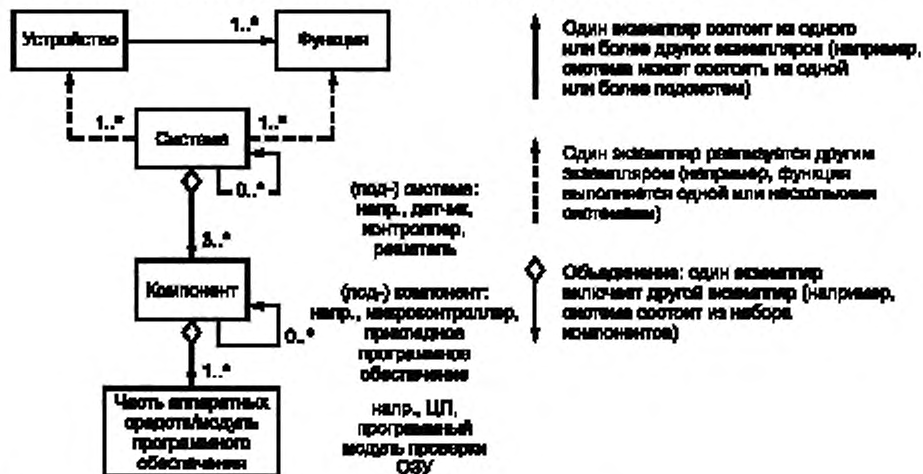 1..*
Устройство
Функция
1..*
1..*
Система
0..*
3..*
Компонент
0..*
1..*
Часть аппаратных
средств/модуль
программного
обеспечения
(под-) система:
напр., датчик,
контроллер,
решатель
(под-) компонент:
напр., микроконтроллер,
прикладное
программное
обеспечение
напр., ЦП,
программный
модуль проверки
ОЗУ
Один экземпляр состоит из одного
или более других экземпляров (например,
система может состоять из одной
или более подсистем)
Один экземпляр реализуется другим
экземпляром (например, функция
выполняется одной или несколькими
системами)
Объединение: один экземпляр
включает другой экземпляр (например,
система состоит из набора
компонентов)